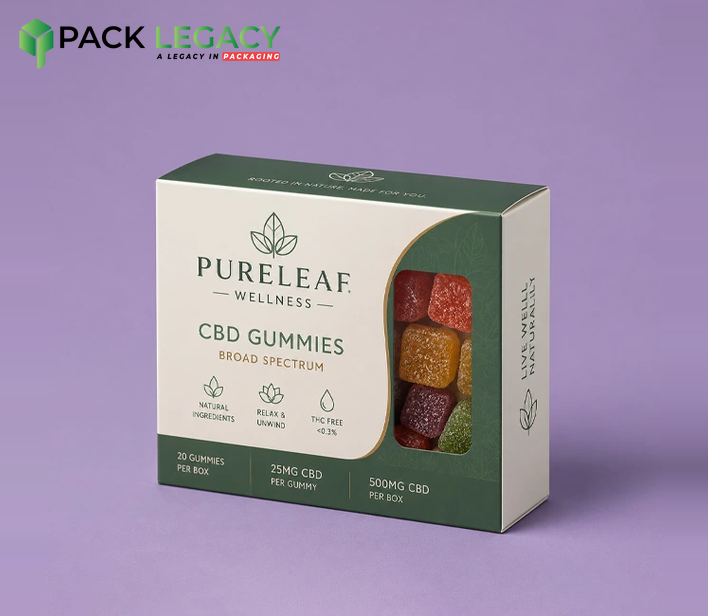 PACK LEGACY
A LEGACY IN PACKAGING
ROOTED IN NATURE. MADE FOR YOU.
PURELEAF
WELLNESS
CBD GUMMIES
BROAD SPECTRUM
NATURAL
INGREDIENTS
RELAX &
UNWIND
THC FREE
<0.3%
20 GUMMIES
PER BOX
25MG CBD
PER GUMMY
500MG CBD
PER BOX
LIVE WELLL,
NATURALILY